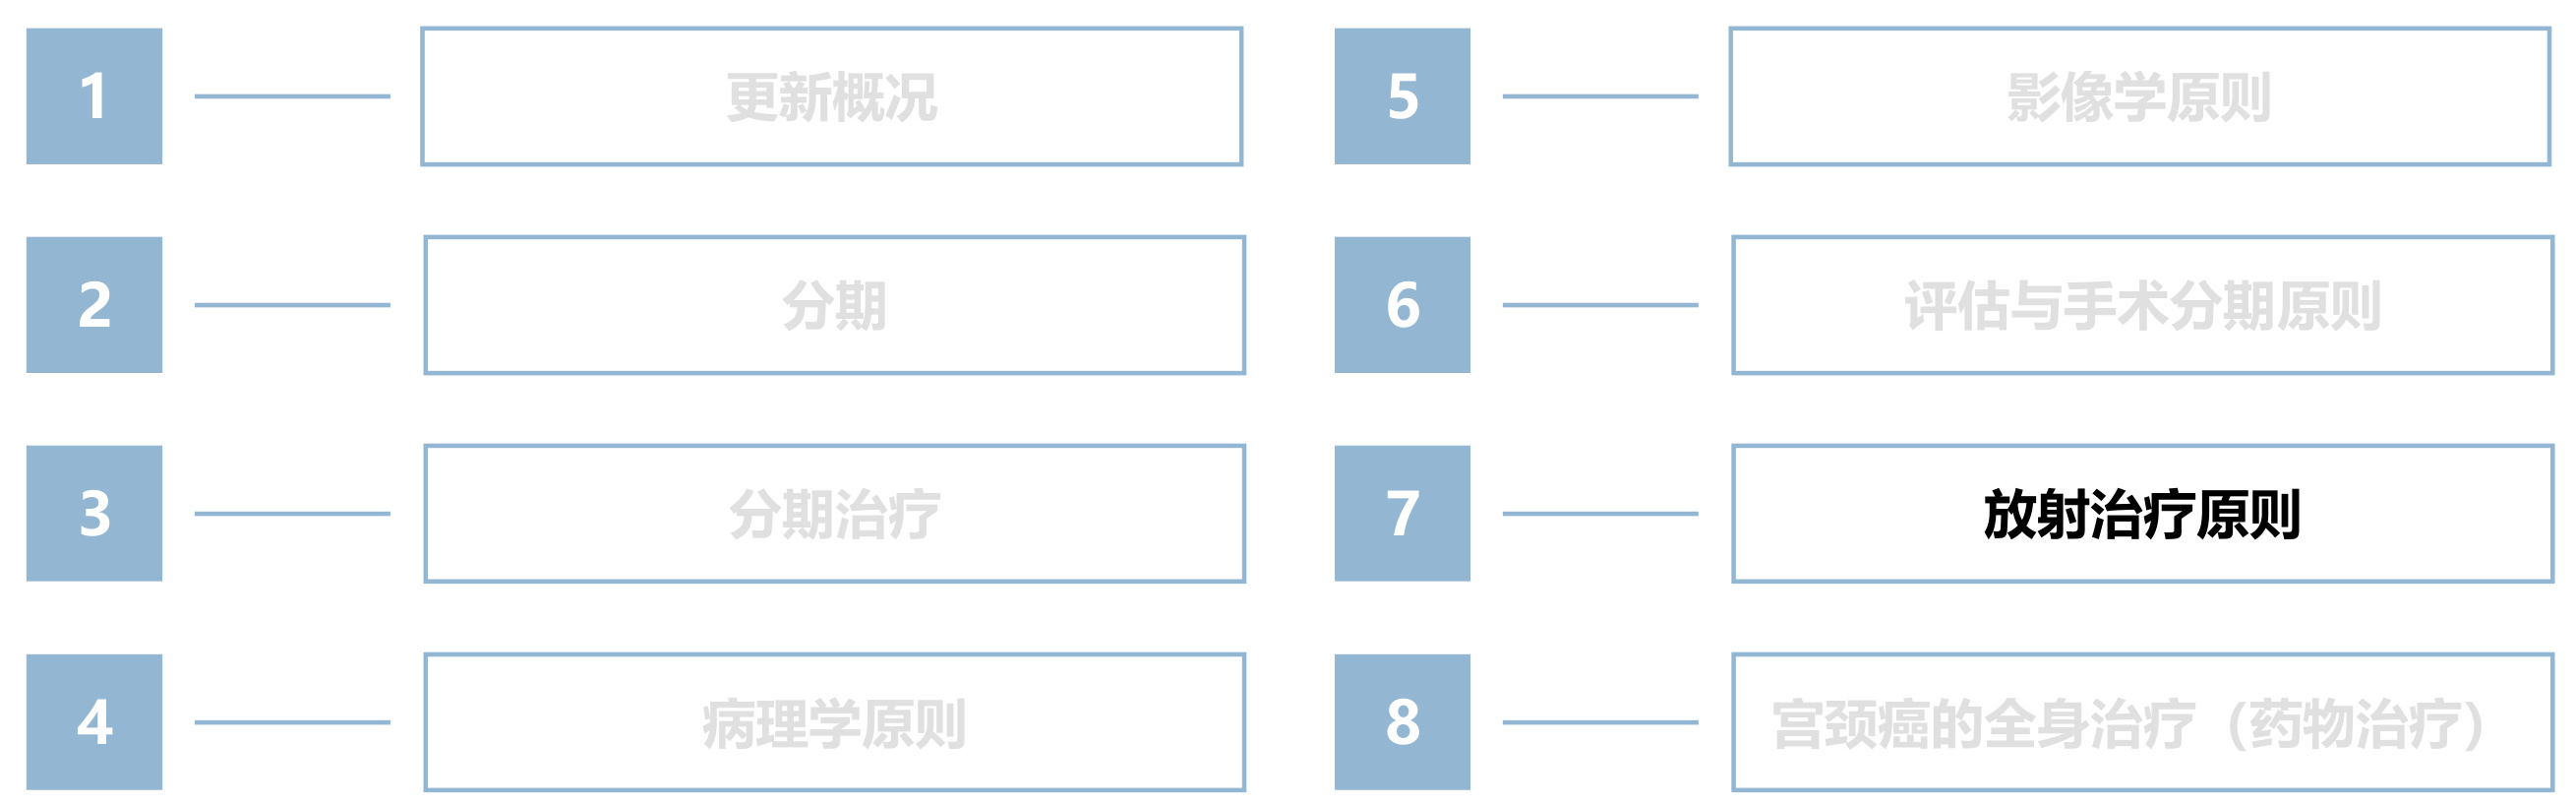 1 更新概况
2 分期
3 分期治疗
4 病理学原则
5 影像学原则
6 评估与手术分期原则
7 放射治疗原则
8 宫颈癌的全身治疗（药物治疗）